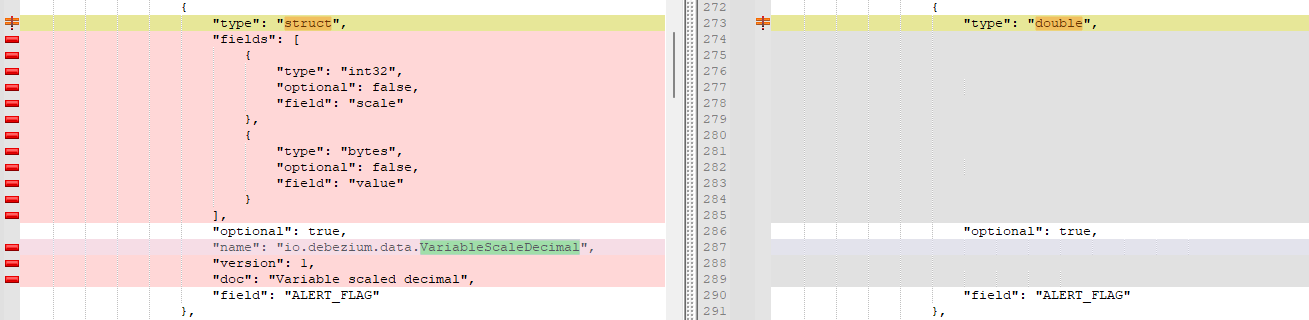 {
"type": "struct",
"fields": [
{
"type": "int32",
"optional": false,
"field": "scale"
},
{
"type": "bytes",
"optional": false,
"field": "value"
}
],
"optional": true,
"name": "io.debezium.data.VariableScaleDecimal",
"version": 1,
"doc": "Variable scaled decimal",
"field": "ALERT_FLAG"
},
272 {
273 "type": "double",
274
275
276
277
278
279
280
281
282
283
284
285
286 "optional": true,
287
288
289
290 "field": "ALERT_FLAG"
291 },